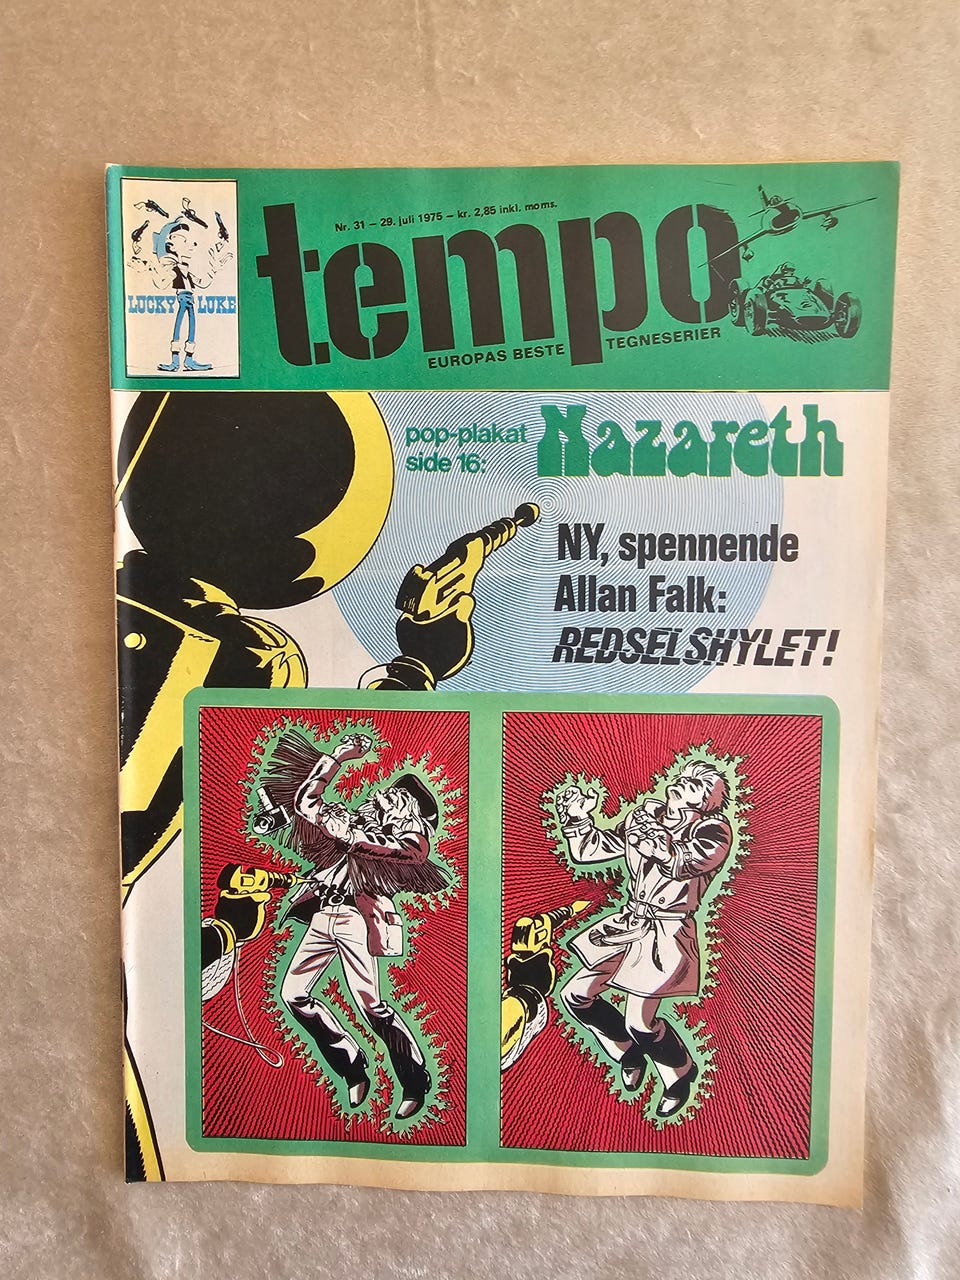 Nr. 31 – 29. juli 1975 – kr. 2,85 inkl. moms.
LUCKY LUKE
tempo
EUROPAS BESTE TEGNESERIER
pop-plakat
side 16:
Nazareth
NY, spennende
Allan Falk:
REDSELSHYLET!